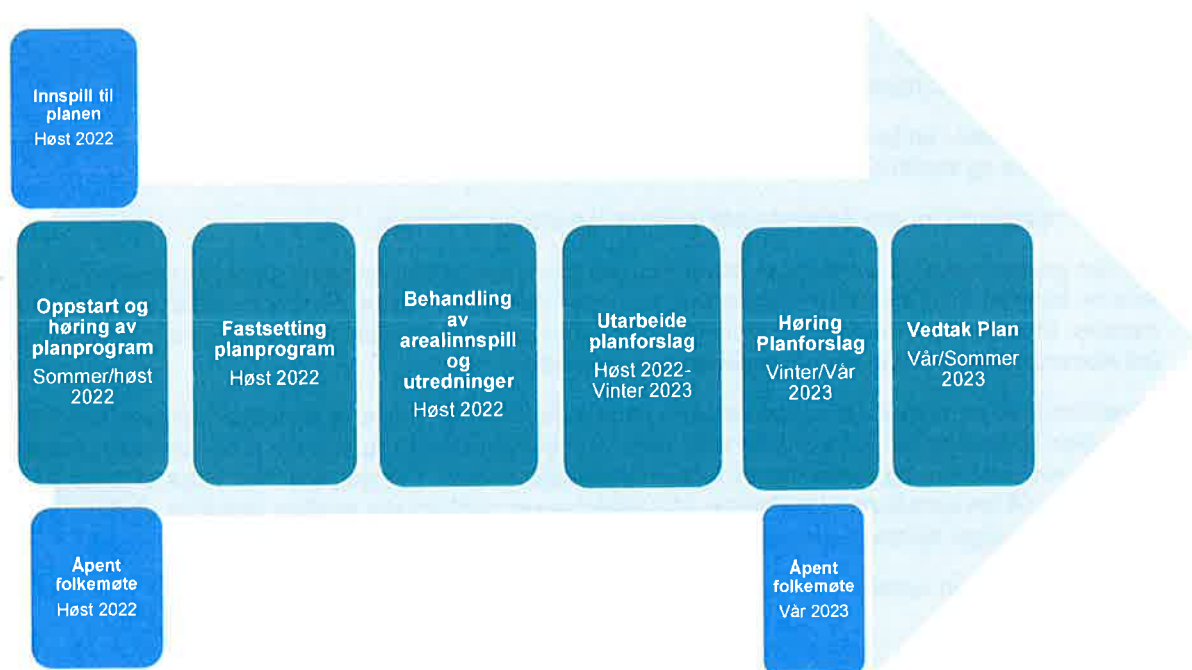 Innspill til
planen
Høst 2022
Oppstart og
høring av
planprogram
Sommer/høst
2022
Fastsetting
planprogram
Høst 2022
Behandling
av
arealinnspill
og
utredninger
Høst 2022
Utarbeide
planforslag
Høst 2022-
Vinter 2023
Høring
Planforslag
Vinter/Vår
2023
Vedtak Plan
Vår/Sommer
2023
Åpent
folkemøte
Høst 2022
Åpent
folkemøte
Vår 2023